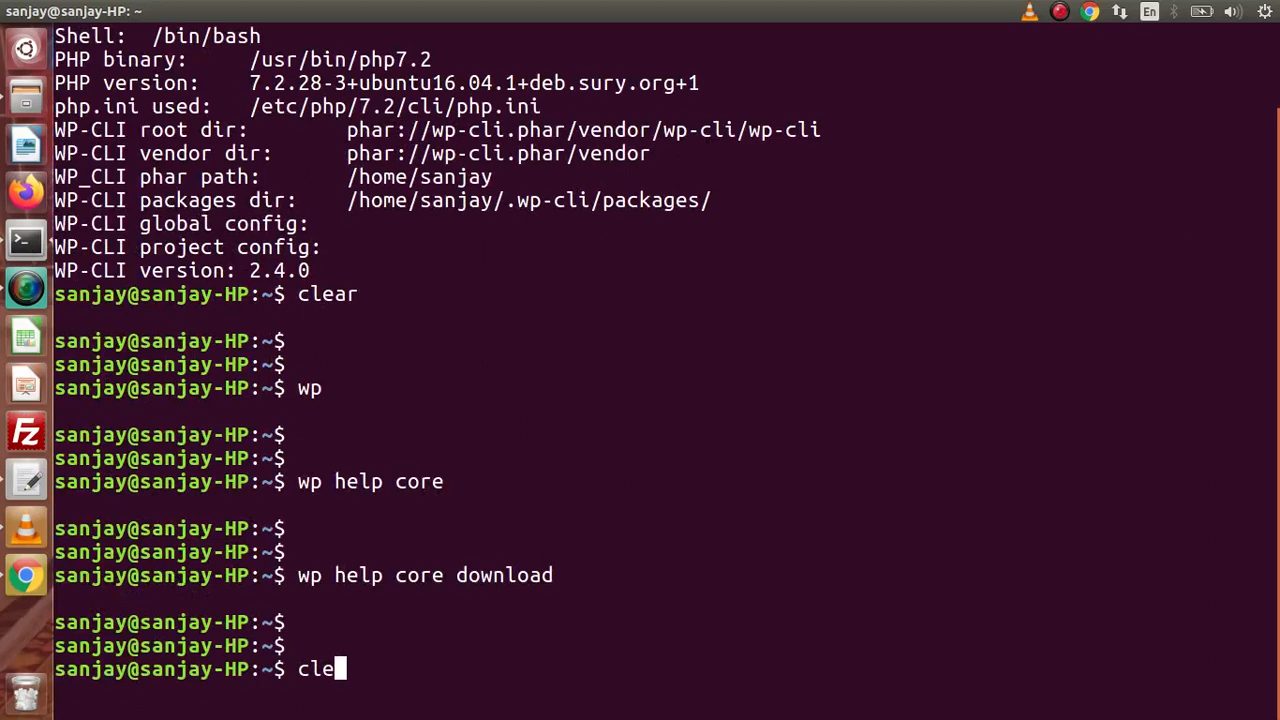 sanjay@sanjay-HP: ~
En
Shell: /bin/bash
PHP binary: /usr/bin/php7.2
PHP version: 7.2.28-3+ubuntu16.04.1+deb.sury.org+1
php.ini used: /etc/php/7.2/cli/php.ini
WP-CLI root dir: phar://wp-cli.phar/vendor/wp-cli/wp-cli
WP-CLI vendor dir: phar://wp-cli.phar/vendor
WP_CLI phar path: /home/sanjay
WP-CLI packages dir: /home/sanjay/.wp-cli/packages/
WP-CLI global config:
WP-CLI project config:
WP-CLI version: 2.4.0
sanjay@sanjay-HP:~$ clear
sanjay@sanjay-HP:~$
sanjay@sanjay-HP:~$
sanjay@sanjay-HP:~$ wp
sanjay@sanjay-HP:~$
sanjay@sanjay-HP:~$
sanjay@sanjay-HP:~$ wp help core
sanjay@sanjay-HP:~$
sanjay@sanjay-HP:~$
sanjay@sanjay-HP:~$ wp help core download
sanjay@sanjay-HP:~$
sanjay@sanjay-HP:~$
sanjay@sanjay-HP:~$ cle
Fz